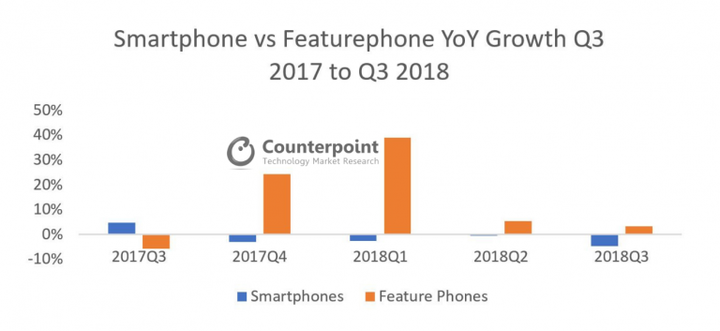 Smartphone vs Featurephone YoY Growth Q3
2017 to Q3 2018
50%
40%
30%
20%
10%
0%
-10%
Counterpoint
Technology Market Research
2017Q3 2017Q4 2018Q1 2018Q2 2018Q3
Smartphones Feature Phones